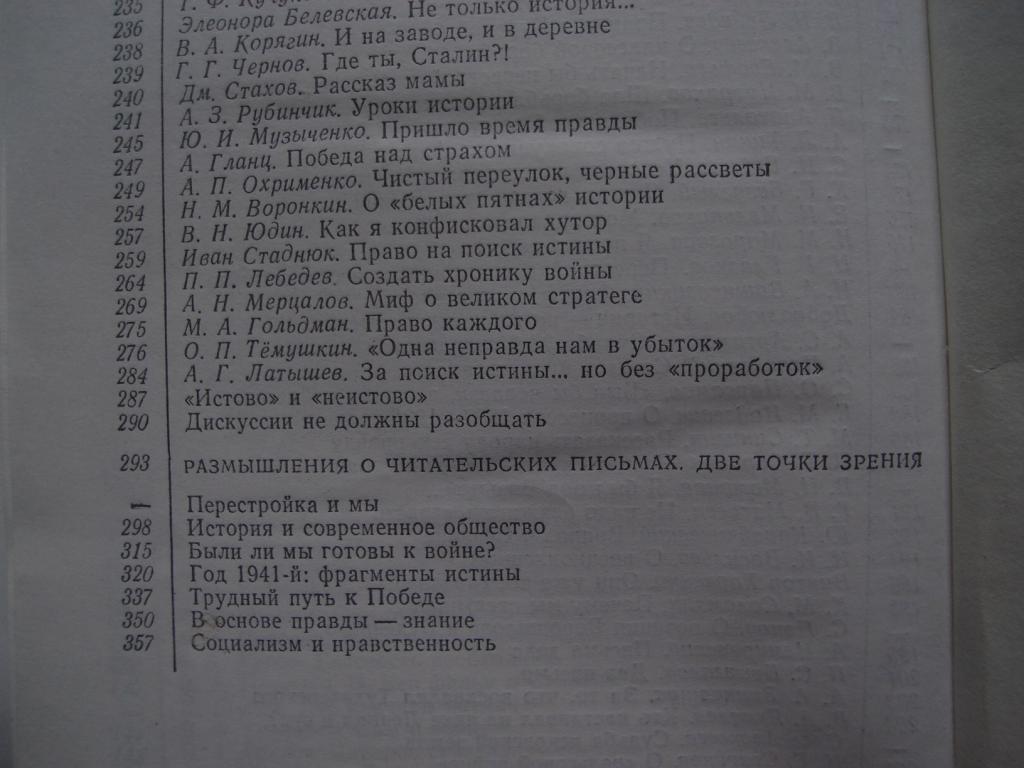 235 Г. Ф.
236 Элеонора Белевская. Не только история...
238 В. А. Корягин. И на заводе, и в деревне
239 Г. Г. Чернов. Где ты, Сталин?!
240 Дм. Стахов. Рассказ мамы
241 А. З. Рубинчик. Уроки истории
245 Ю. И. Музыченко. Пришло время правды
247 А. Гланц. Победа над страхом
249 А. П. Охрименко. Чистый переулок, черные рассветы
254 Н. М. Воронкин. О «белых пятнах» истории
257 В. Н. Юдин. Как я конфисковал хутор
259 Иван Стаднюк. Право на поиск истины
264 П. П. Лебедев. Создать хронику войны
269 А. Н. Мерцалов. Миф о великом стратеге
275 М. А. Гольдман. Право каждого
276 О. П. Тёмушкин. «Одна неправда нам в убыток»
284 А. Г. Латышев. За поиск истины... но без «проработок»
287 «Истово» и «неистово»
290 Дискуссии не должны разобщать
293 РАЗМЫШЛЕНИЯ О ЧИТАТЕЛЬСКИХ ПИСЬМАХ. ДВЕ ТОЧКИ ЗРЕНИЯ
— Перестройка и мы
298 История и современное общество
315 Были ли мы готовы к войне?
320 Год 1941-й: фрагменты истины
337 Трудный путь к Победе
350 В основе правды — знание
357 Социализм и нравственность